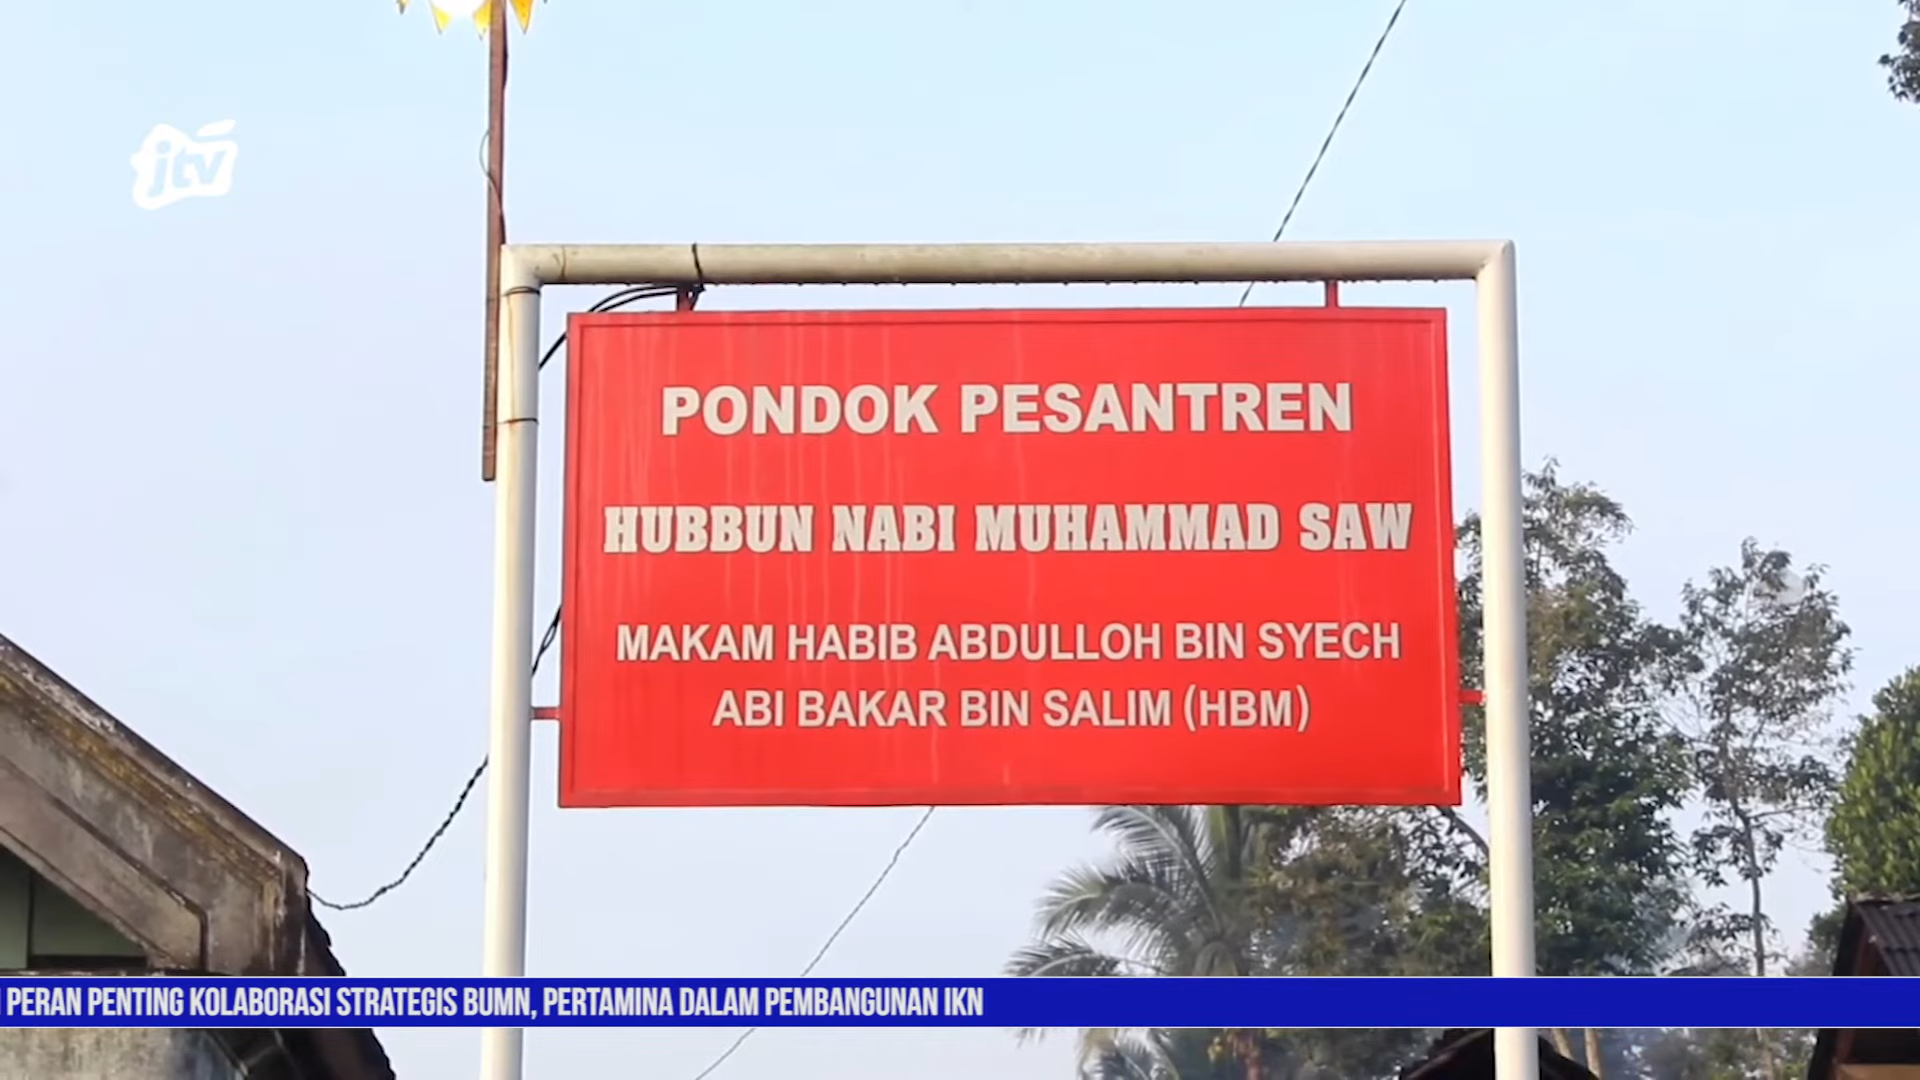 jtv
PONDOK PESANTREN
HUBBUN NABI MUHAMMAD SAW
MAKAM HABIB ABDULLOH BIN SYECH
ABI BAKAR BIN SALIM (HBM)
PERAN PENTING KOLABORASI STRATEGIS BUMN, PERTAMINA DALAM PEMBANGUNAN IKN